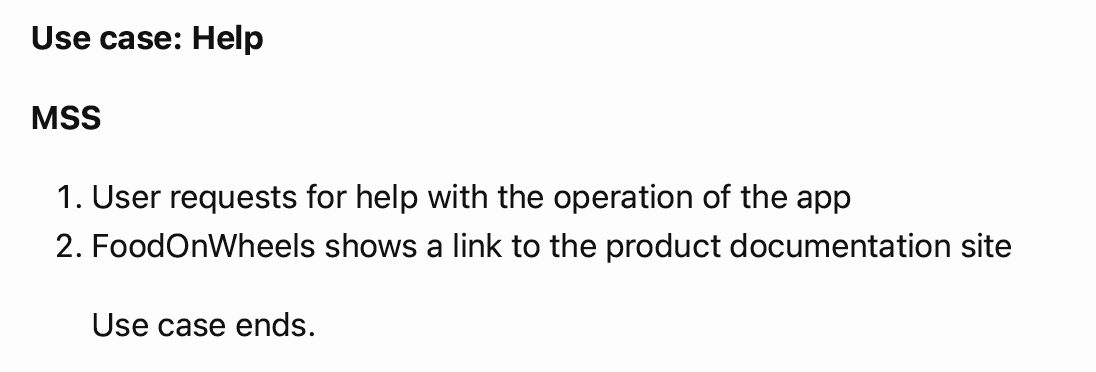 Use case: Help
MSS
1. User requests for help with the operation of the app
2. FoodOnWheels shows a link to the product documentation site
Use case ends.